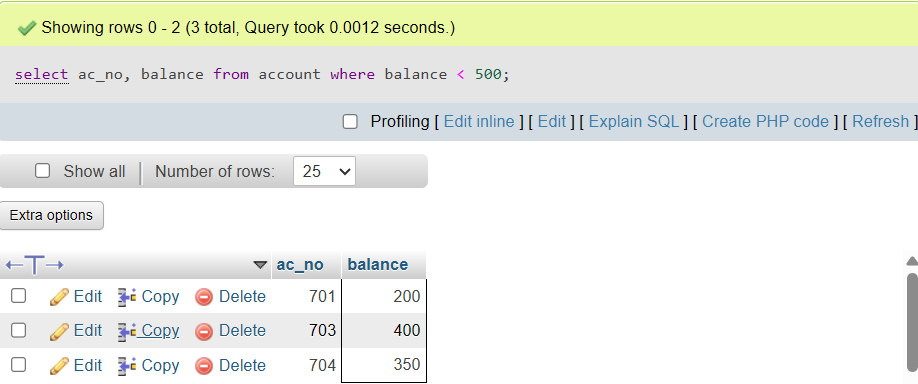 Showing rows 0 - 2 (3 total, Query took 0.0012 seconds.)
select ac_no, balance from account where balance < 500;
Profiling [ Edit inline ] [ Edit ] [ Explain SQL ] [ Create PHP code ] [ Refresh ]
Show all Number of rows: 25
Extra options
ac_no balance
Edit Copy Delete 701 200
Edit Copy Delete 703 400
Edit Copy Delete 704 350